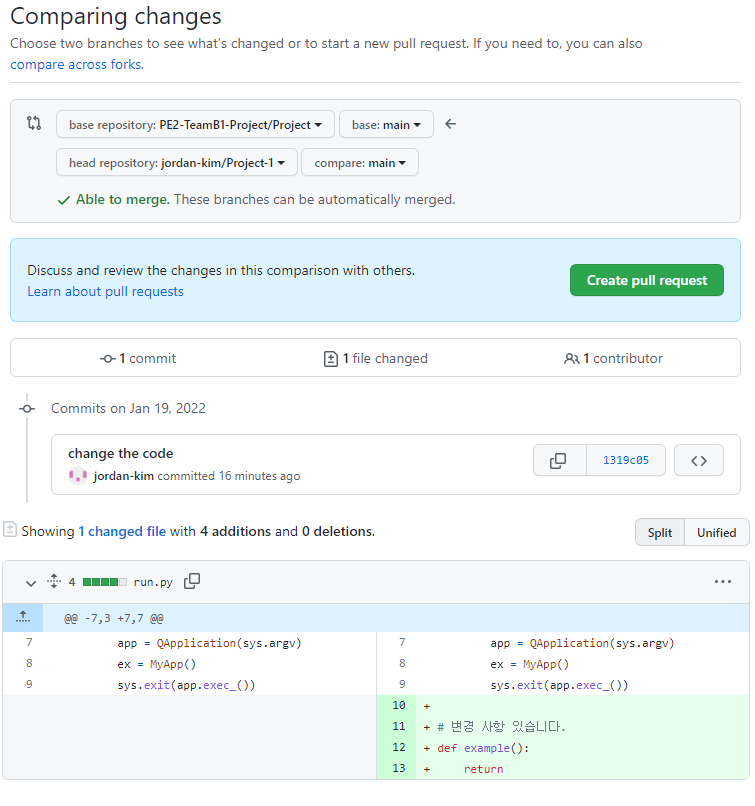 Comparing changes
Choose two branches to see what's changed or to start a new pull request. If you need to, you can also
compare across forks.
base repository: PE2-TeamB1-Project/Project base: main
head repository: jordan-kim/Project-1 compare: main
Able to merge. These branches can be automatically merged.
Discuss and review the changes in this comparison with others.
Learn about pull requests
Create pull request
1 commit 1 file changed 1 contributor
Commits on Jan 19, 2022
change the code
jordan-kim committed 16 minutes ago
1319c05
Showing 1 changed file with 4 additions and 0 deletions.
Split Unified
4 run.py
@@ -7,3 +7,7 @@
7 app = QApplication(sys.argv) 7 app = QApplication(sys.argv)
8 ex = MyApp() 8 ex = MyApp()
9 sys.exit(app.exec_()) 9 sys.exit(app.exec_())
10 +
11 + # 변경 사항 있습니다.
12 + def example():
13 + return